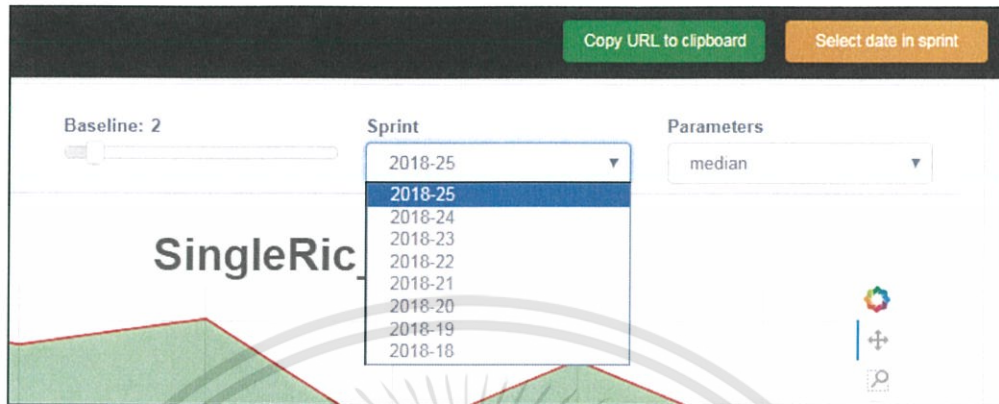 Copy URL to clipboard
Select date in sprint
Baseline: 2
Sprint
Parameters
2018-25
median
2018-25
2018-24
2018-23
2018-22
2018-21
2018-20
2018-19
2018-18
SingleRic_